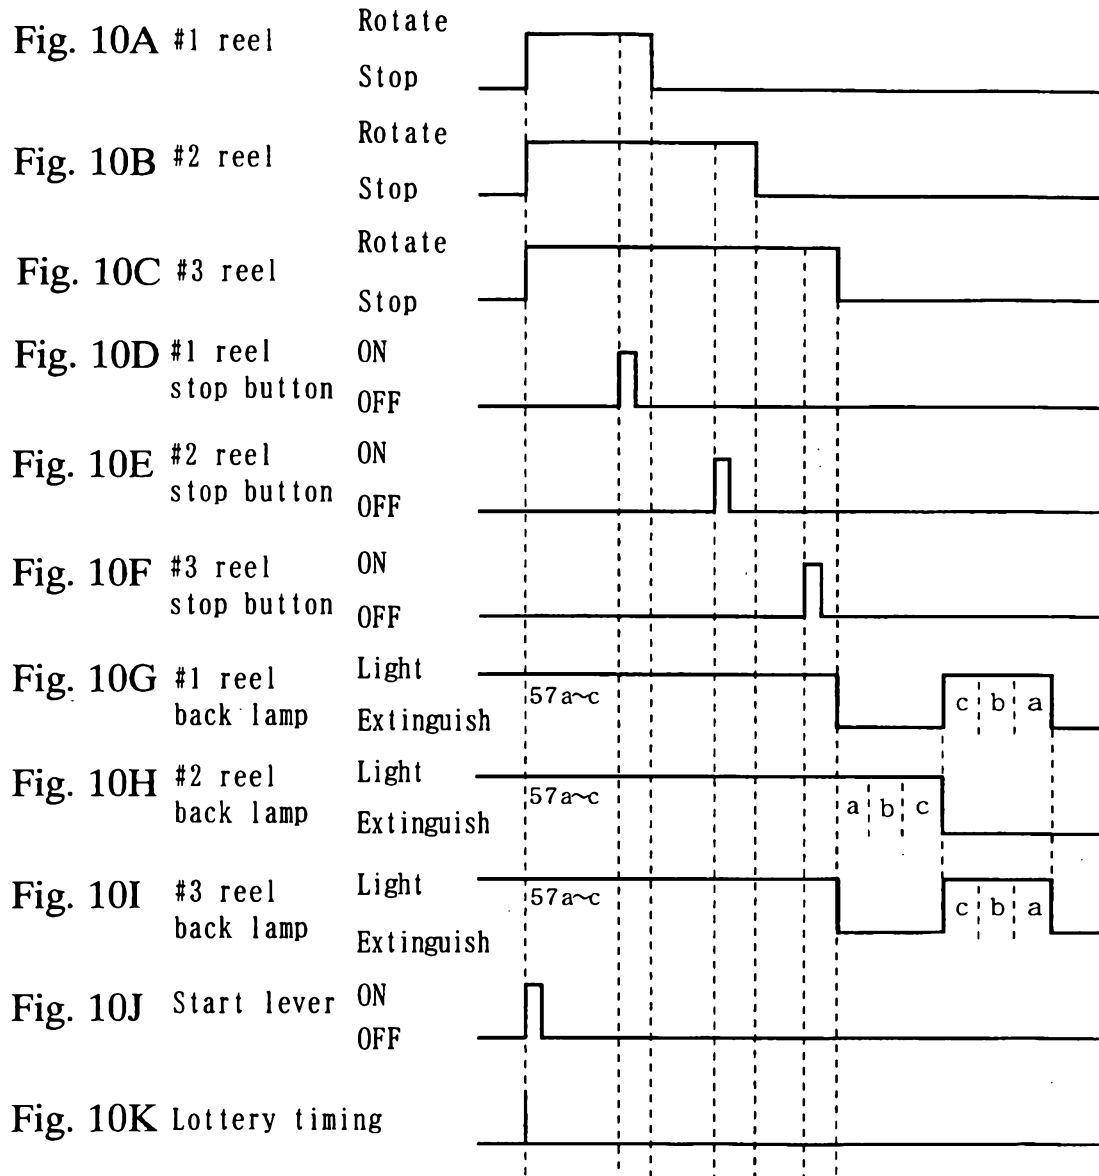 Fig. 10A #1 reel Rotate
Stop
Fig. 10B #2 reel Rotate
Stop
Fig. 10C #3 reel Rotate
Stop
Fig. 10D #1 reel ON
stop button OFF
Fig. 10E #2 reel ON
stop button OFF
Fig. 10F #3 reel ON
stop button OFF
Fig. 10G #1 reel Light
57a~c
c b a
back lamp Extinguish
Fig. 10H #2 reel Light
57a~c
a b c
back lamp Extinguish
Fig. 10I #3 reel Light
57a~c
c b a
back lamp Extinguish
Fig. 10J Start lever ON
OFF
Fig. 10K Lottery timing